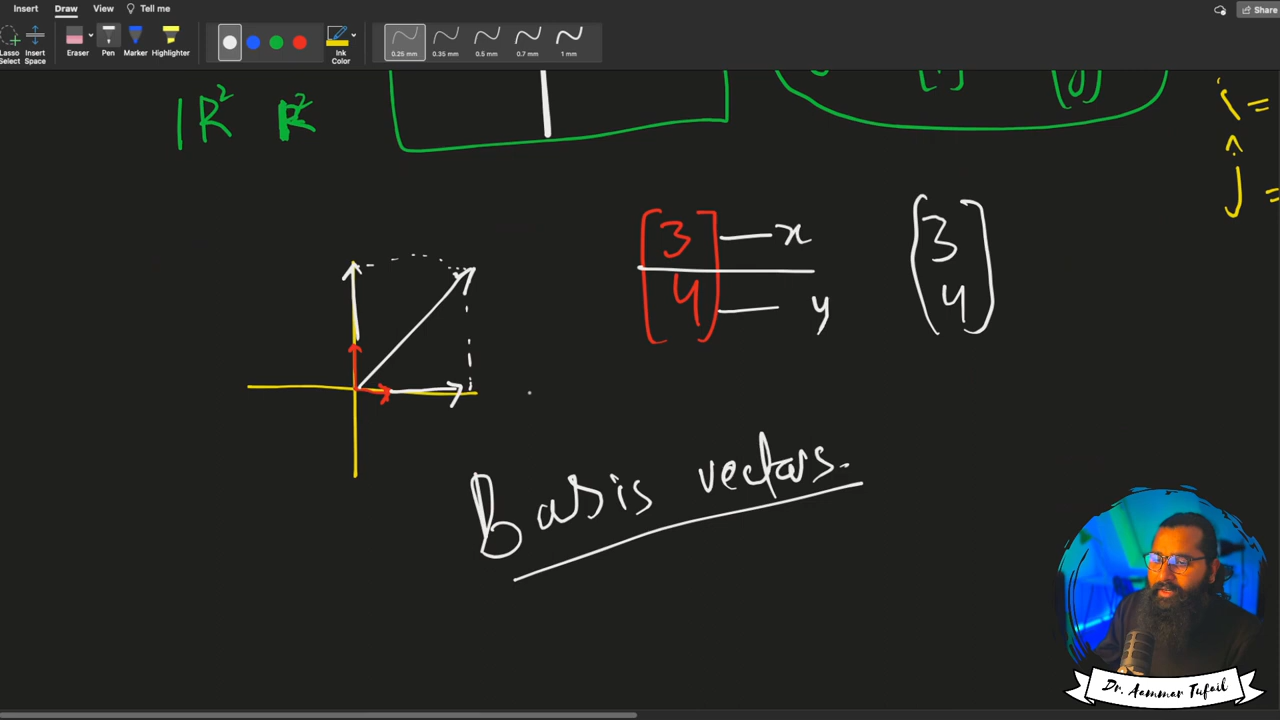 Insert Draw View Tell me Share
Lasso Select Insert Space Eraser Pen Marker Highlighter Ink Color 0.25 mm 0.35 mm 0.5 mm 0.7 mm 1 mm
ℝ² ℝ²
î =
ĵ =
[3 — x
4 — y]
[3
4]
Basis vectors.
Dr. Aammar Tufail